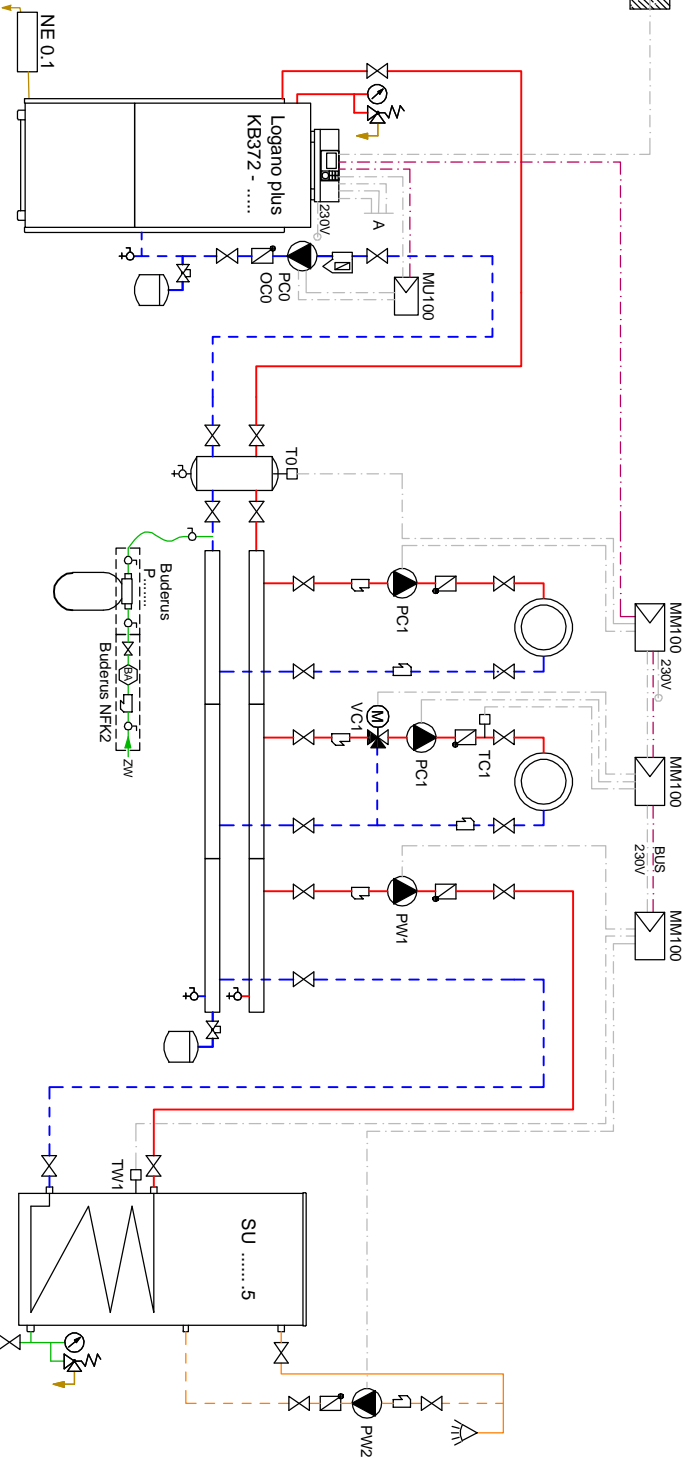 NE 0.1
Logano plus
KB372 - .....
230V
A
PC0
OC0
MU100
T0
Buderus
P........
Buderus NFK2
BA
ZW
PC1
MM100
230V
M
VC1
PC1
TC1
MM100
BUS
230V
PW1
MM100
TW1
SU ........5
PW2